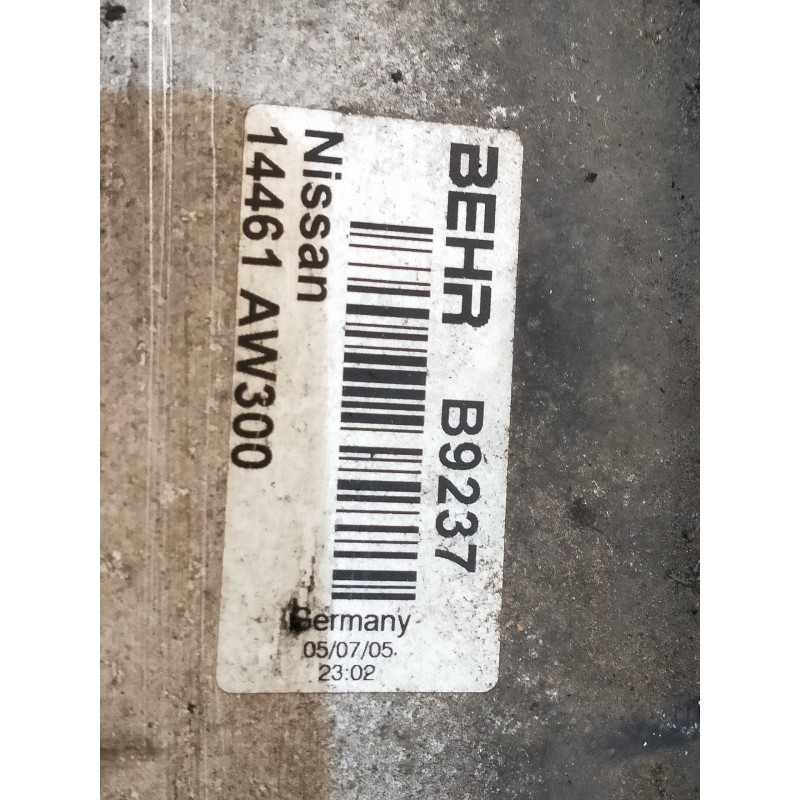 BEHR B9237
Nissan
14461 AW300
Germany
05/07/05
23:02